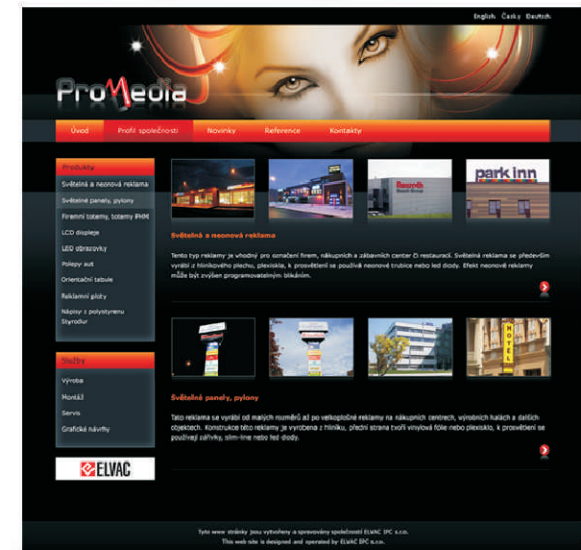 English Česky Deutsch
ProMedia
Úvod Profil společnosti Novinky Reference Kontakty
Produkty
Světelná a neonová reklama
Světelné panely, pylony
Firemní totemy, totemy PHM
LCD displeje
LED obrazovky
Polepy aut
Orientační tabule
Reklamní ploty
Nápisy z polystyrenu
Styrodur
Služby
Výroba
Montáž
Servis
Grafické návrhy
ELVAC
Rexroth
park inn
Světelná a neonová reklama
Tento typ reklamy je vhodný pro označení firem, nákupních a zábavních center či restaurací. Světelná reklama se především
vyrábí z hliníkového plechu, plexiskla, k prosvětlení se používá neonové trubice nebo led diody. Efekt neonové reklamy
může být zvýšen programovatelným blikáním.
HOTEL
Světelné panely, pylony
Tato reklama se vyrábí od malých rozměrů až po velkoplošné reklamy na nákupních centrech, výrobních halách a dalších
objektech. Konstrukce této reklamy je vyrobena z hliníku, přední strana tvoří vinylová fólie nebo plexisklo, k prosvětlení se
používají zářivky, slim-line nebo led diody.
Tyto www stránky jsou vytvořeny a spravovány společností ELVAC IPC s.r.o.
This web site is designed and operated by ELVAC IPC s.r.o.